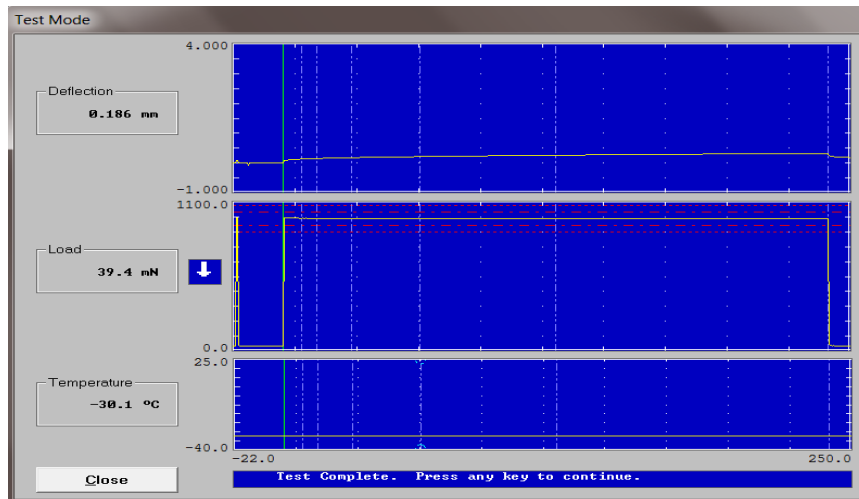 Test Mode
4.000
Deflection
0.186 mm
-1.000
1100.0
Load
39.4 mN
0.0
25.0
Temperature
-30.1 ºC
-40.0
-22.0 250.0
Close
Test Complete. Press any key to continue.